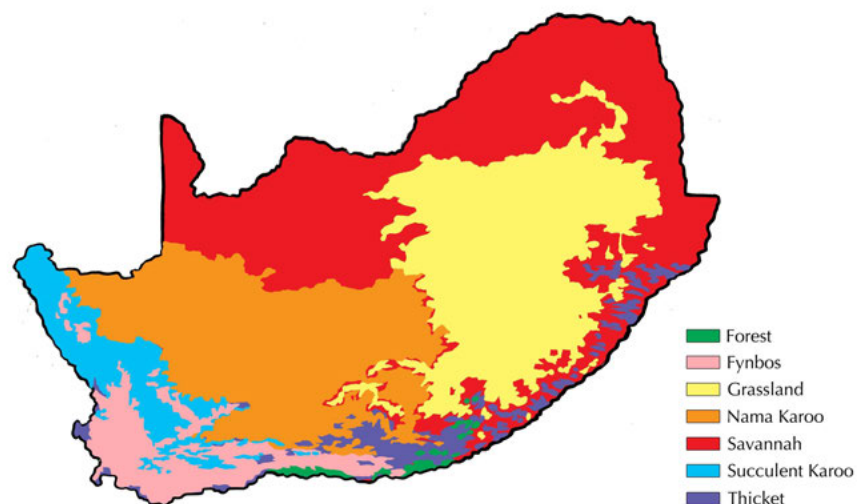 Forest
Fynbos
Grassland
Nama Karoo
Savannah
Succulent Karoo
Thicket